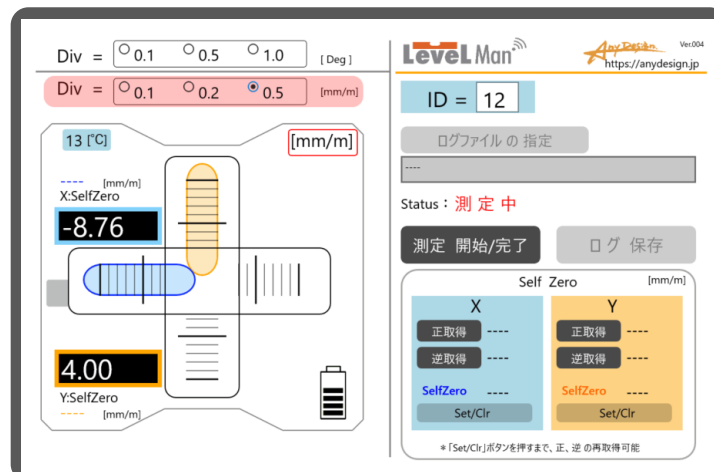 Div = 0.1 0.5 1.0 [ Deg ]
Div = 0.1 0.2 0.5 [mm/m]
13 [℃]
[mm/m]
---- [mm/m]
X:SelfZero
-8.76
4.00
Y:SelfZero
---- [mm/m]
LeveL Man
AnyDesign
Ver.004
https://anydesign.jp
ID = 12
ログファイル の 指定
----
Status : 測 定 中
測定 開始/完了
ロ グ 保存
Self Zero [mm/m]
X
正取得 ----
逆取得 ----
SelfZero ----
Set/Clr
Y
正取得 ----
逆取得 ----
SelfZero ----
Set/Clr
*「Set/Clr」ボタンを押すまで、正、逆 の再取得可能